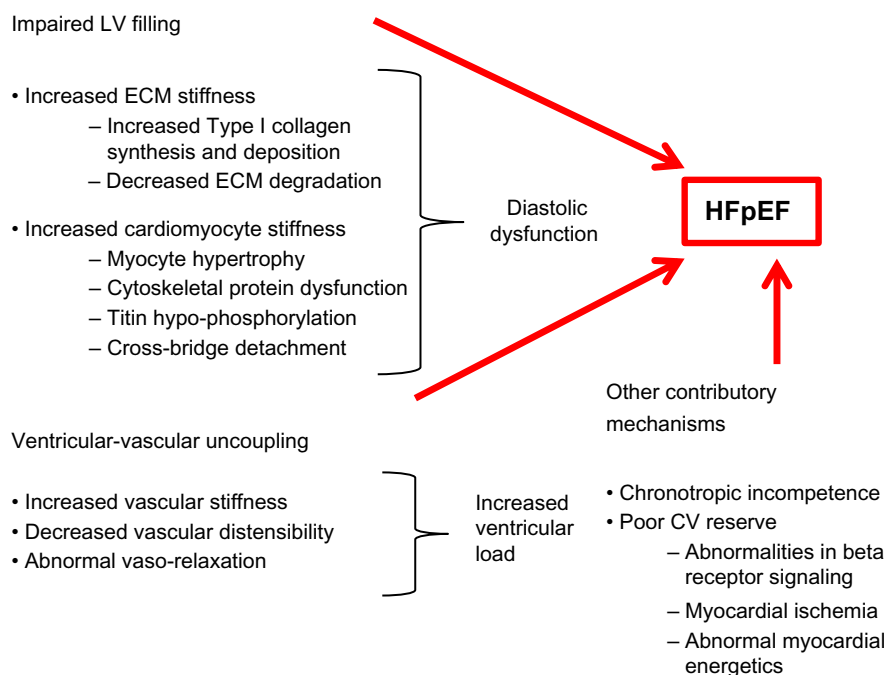 Impaired LV filling
• Increased ECM stiffness
– Increased Type I collagen
synthesis and deposition
– Decreased ECM degradation
• Increased cardiomyocyte stiffness
– Myocyte hypertrophy
– Cytoskeletal protein dysfunction
– Titin hypo-phosphorylation
– Cross-bridge detachment
Diastolic
dysfunction
HFpEF
Ventricular-vascular uncoupling
• Increased vascular stiffness
• Decreased vascular distensibility
• Abnormal vaso-relaxation
Increased
ventricular
load
Other contributory
mechanisms
• Chronotropic incompetence
• Poor CV reserve
– Abnormalities in beta
receptor signaling
– Myocardial ischemia
– Abnormal myocardial
energetics